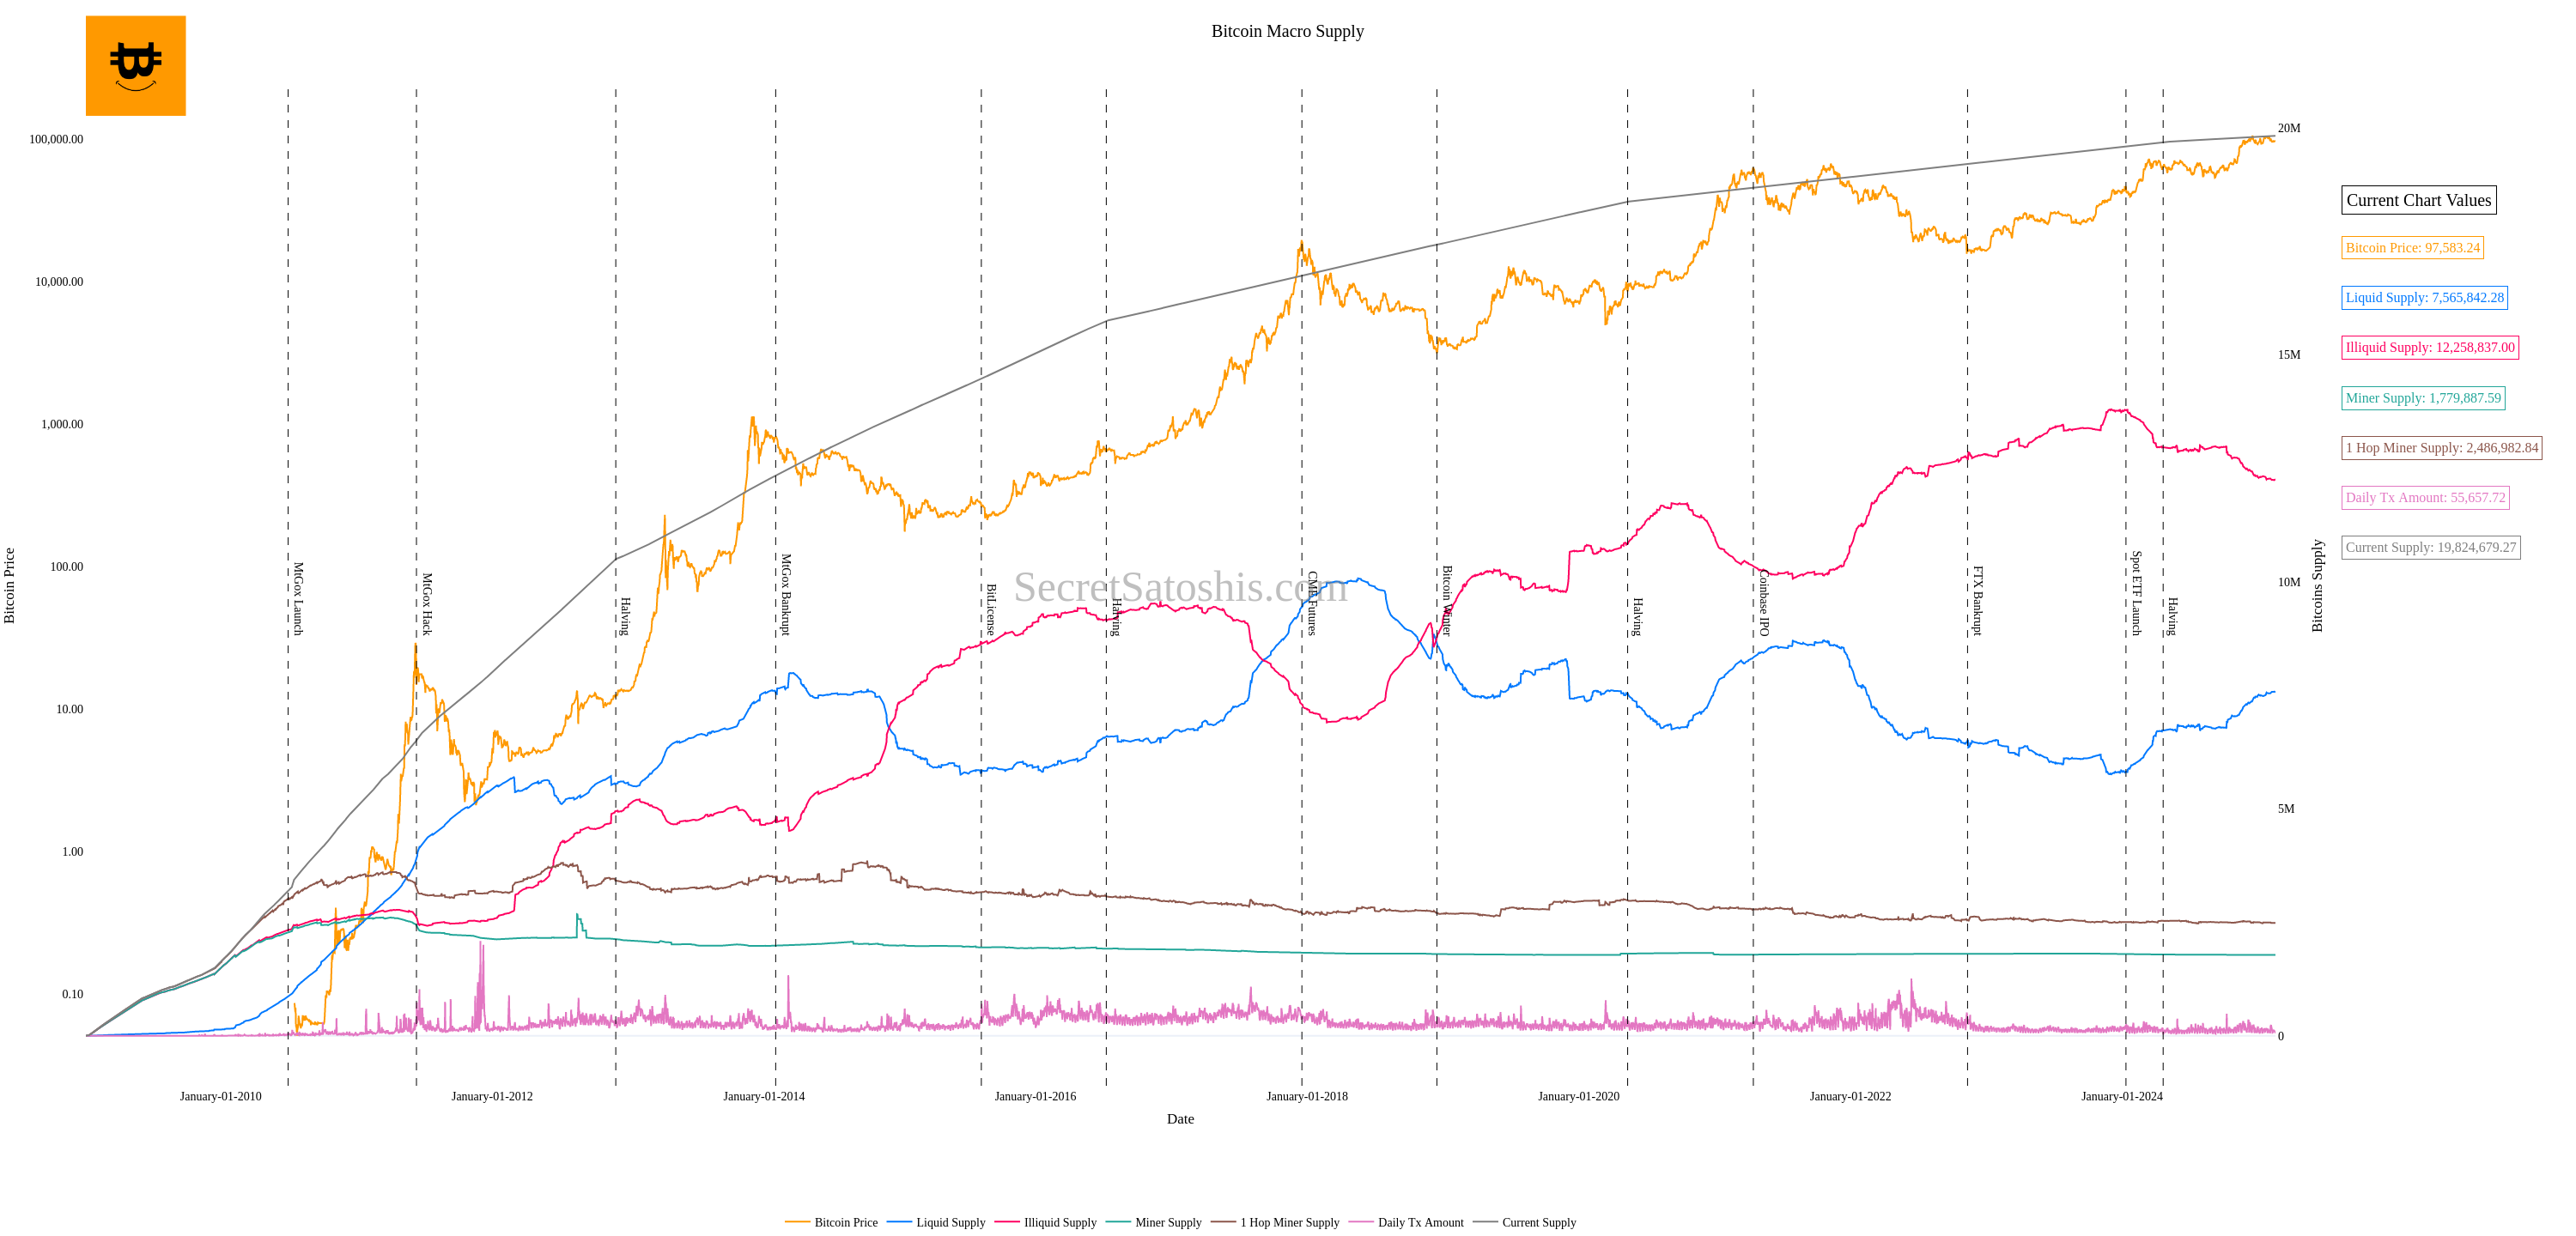 Bitcoin Macro Supply
100,000.00
10,000.00
1,000.00
100.00
10.00
1.00
0.10
Bitcoin Price
20M
15M
10M
5M
0
Bitcoins Supply
MtGox Launch
MtGox Hack
Halving
MtGox Bankrupt
BitLicense
Halving
CME Futures
Bitcoin Winter
Halving
Coinbase IPO
FTX Bankrupt
Spot ETF Launch
Halving
SecretSatoshis.com
January-01-2010
January-01-2012
January-01-2014
January-01-2016
January-01-2018
January-01-2020
January-01-2022
January-01-2024
Date
Current Chart Values
Bitcoin Price: 97,583.24
Liquid Supply: 7,565,842.28
Illiquid Supply: 12,258,837.00
Miner Supply: 1,779,887.59
1 Hop Miner Supply: 2,486,982.84
Daily Tx Amount: 55,657.72
Current Supply: 19,824,679.27
Bitcoin Price
Liquid Supply
Illiquid Supply
Miner Supply
1 Hop Miner Supply
Daily Tx Amount
Current Supply